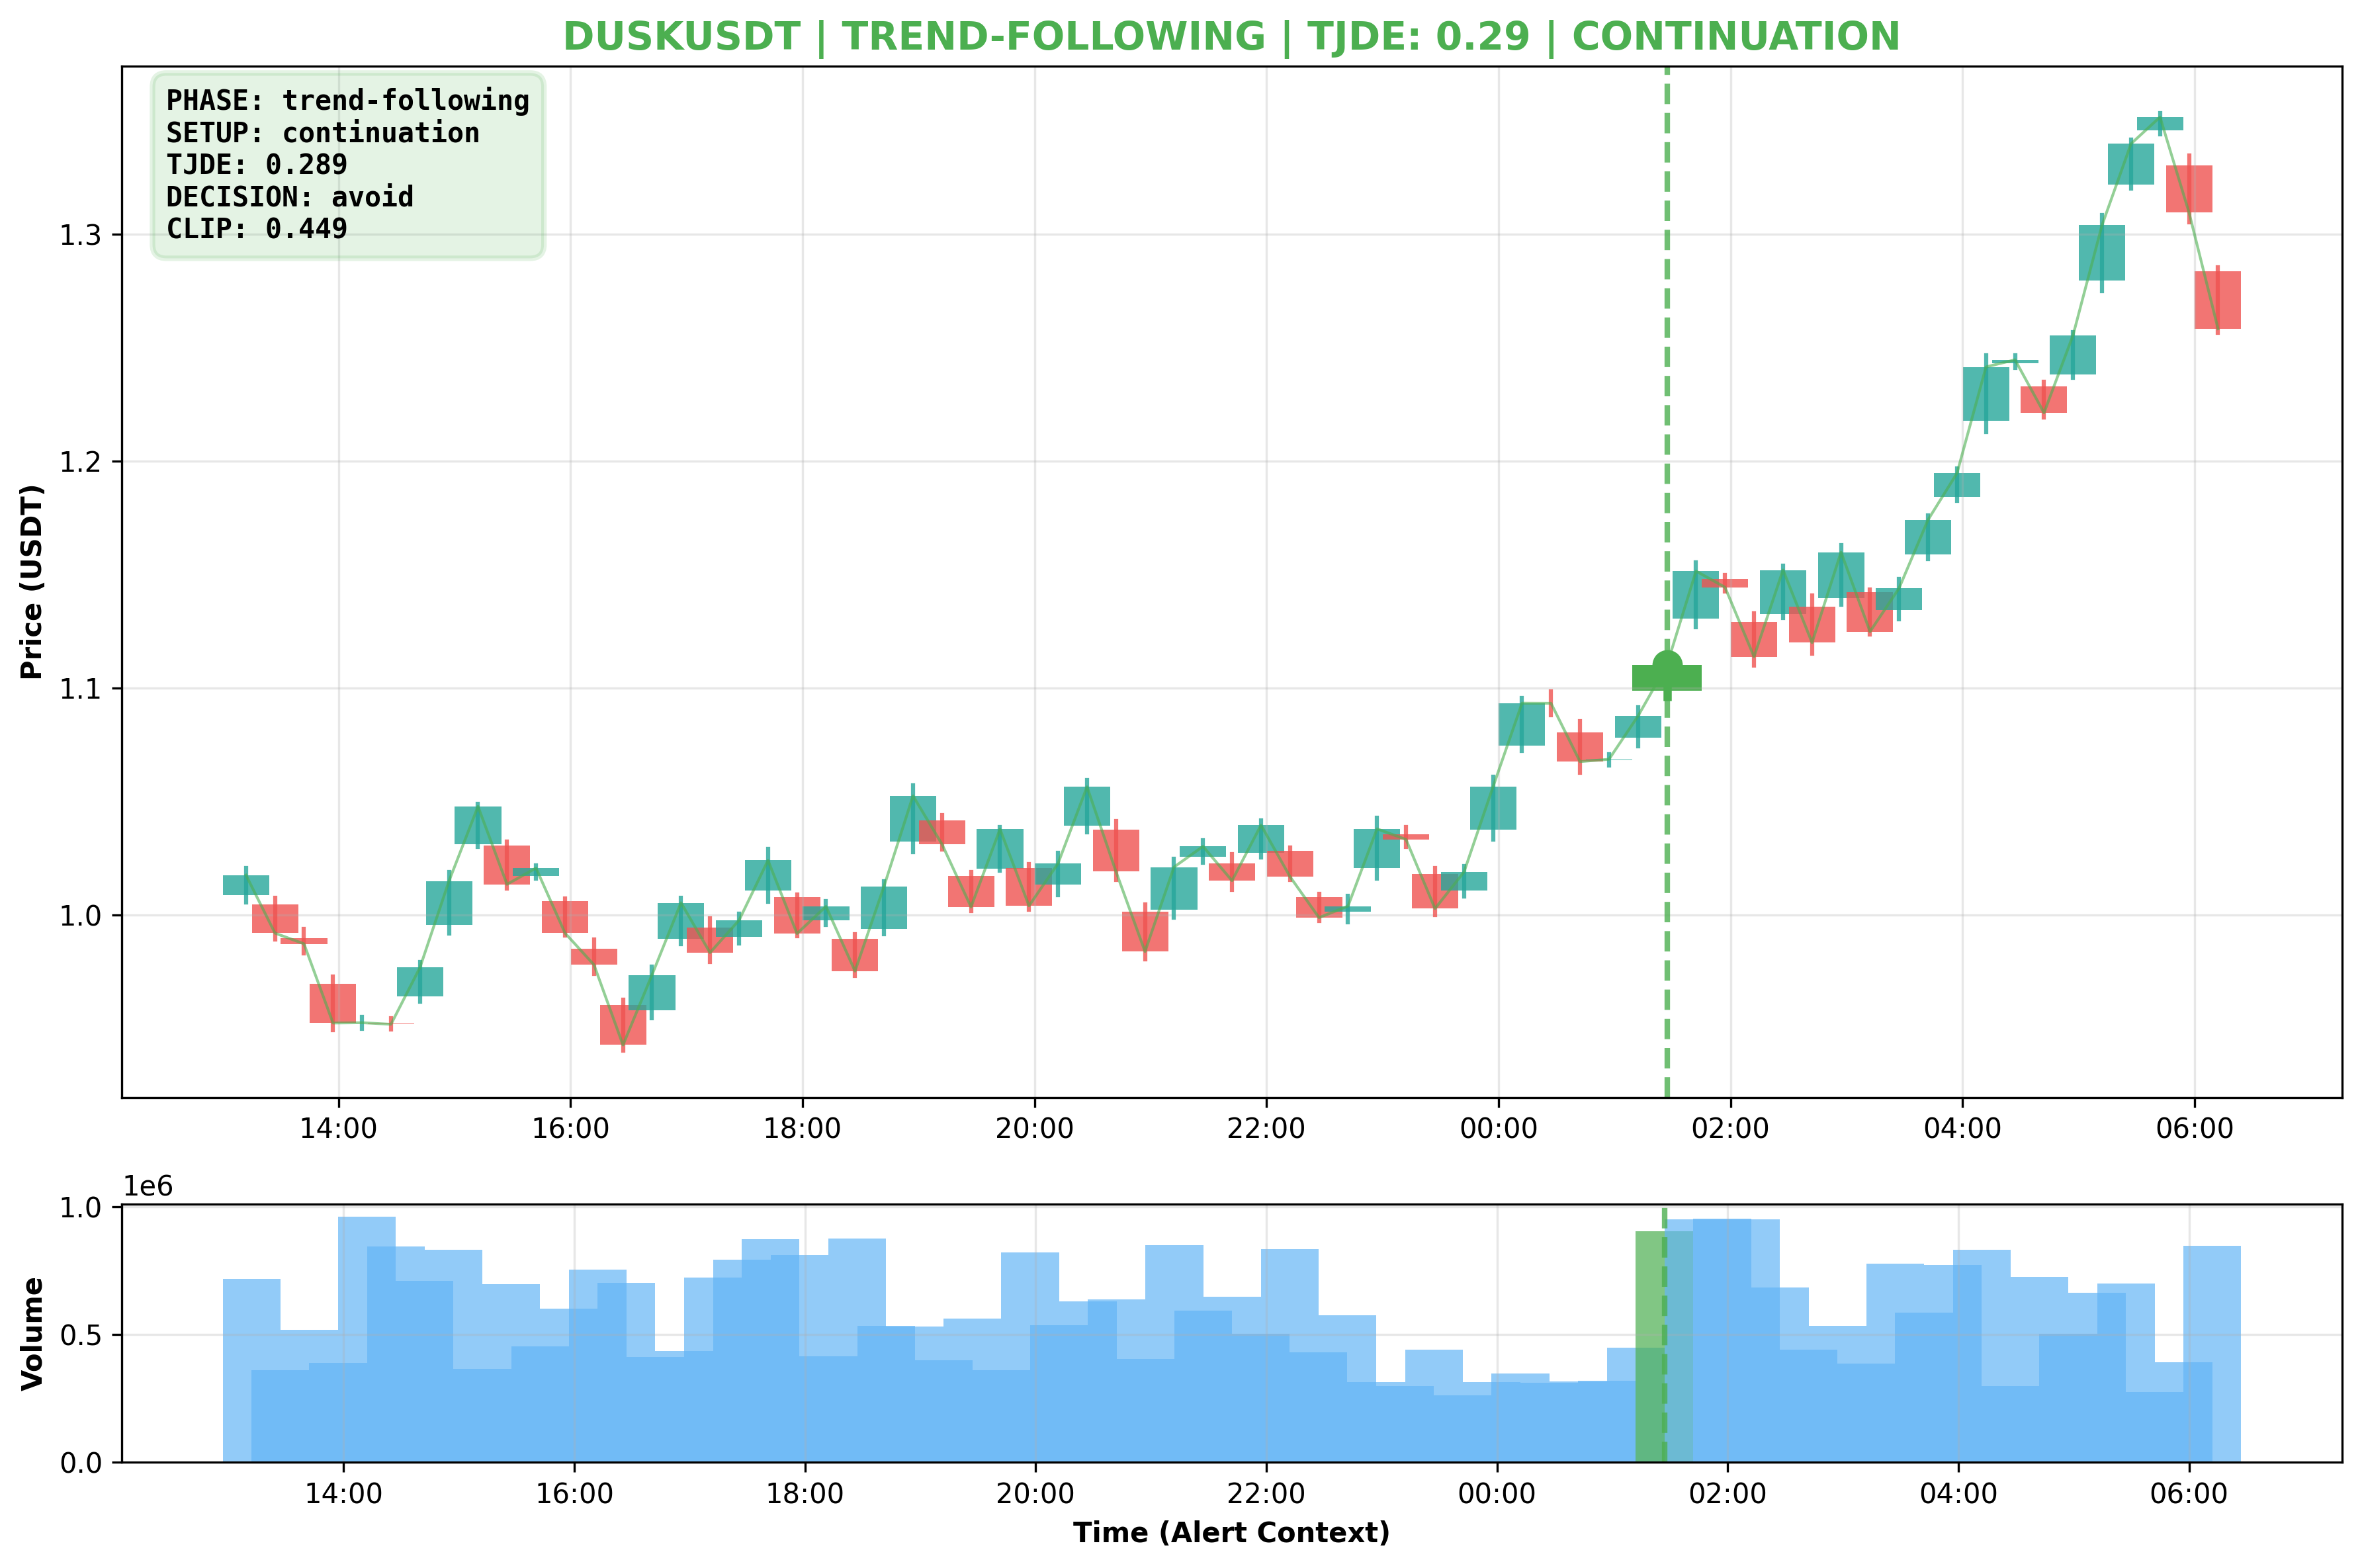 DUSKUSDT | TREND-FOLLOWING | TJDE: 0.29 | CONTINUATION
PHASE: trend-following
SETUP: continuation
TJDE: 0.289
DECISION: avoid
CLIP: 0.449
Price (USDT)
1.3
1.2
1.1
1.0
14:00 16:00 18:00 20:00 22:00 00:00 02:00 04:00 06:00
1e6
Volume
1.0
0.5
0.0
14:00 16:00 18:00 20:00 22:00 00:00 02:00 04:00 06:00
Time (Alert Context)